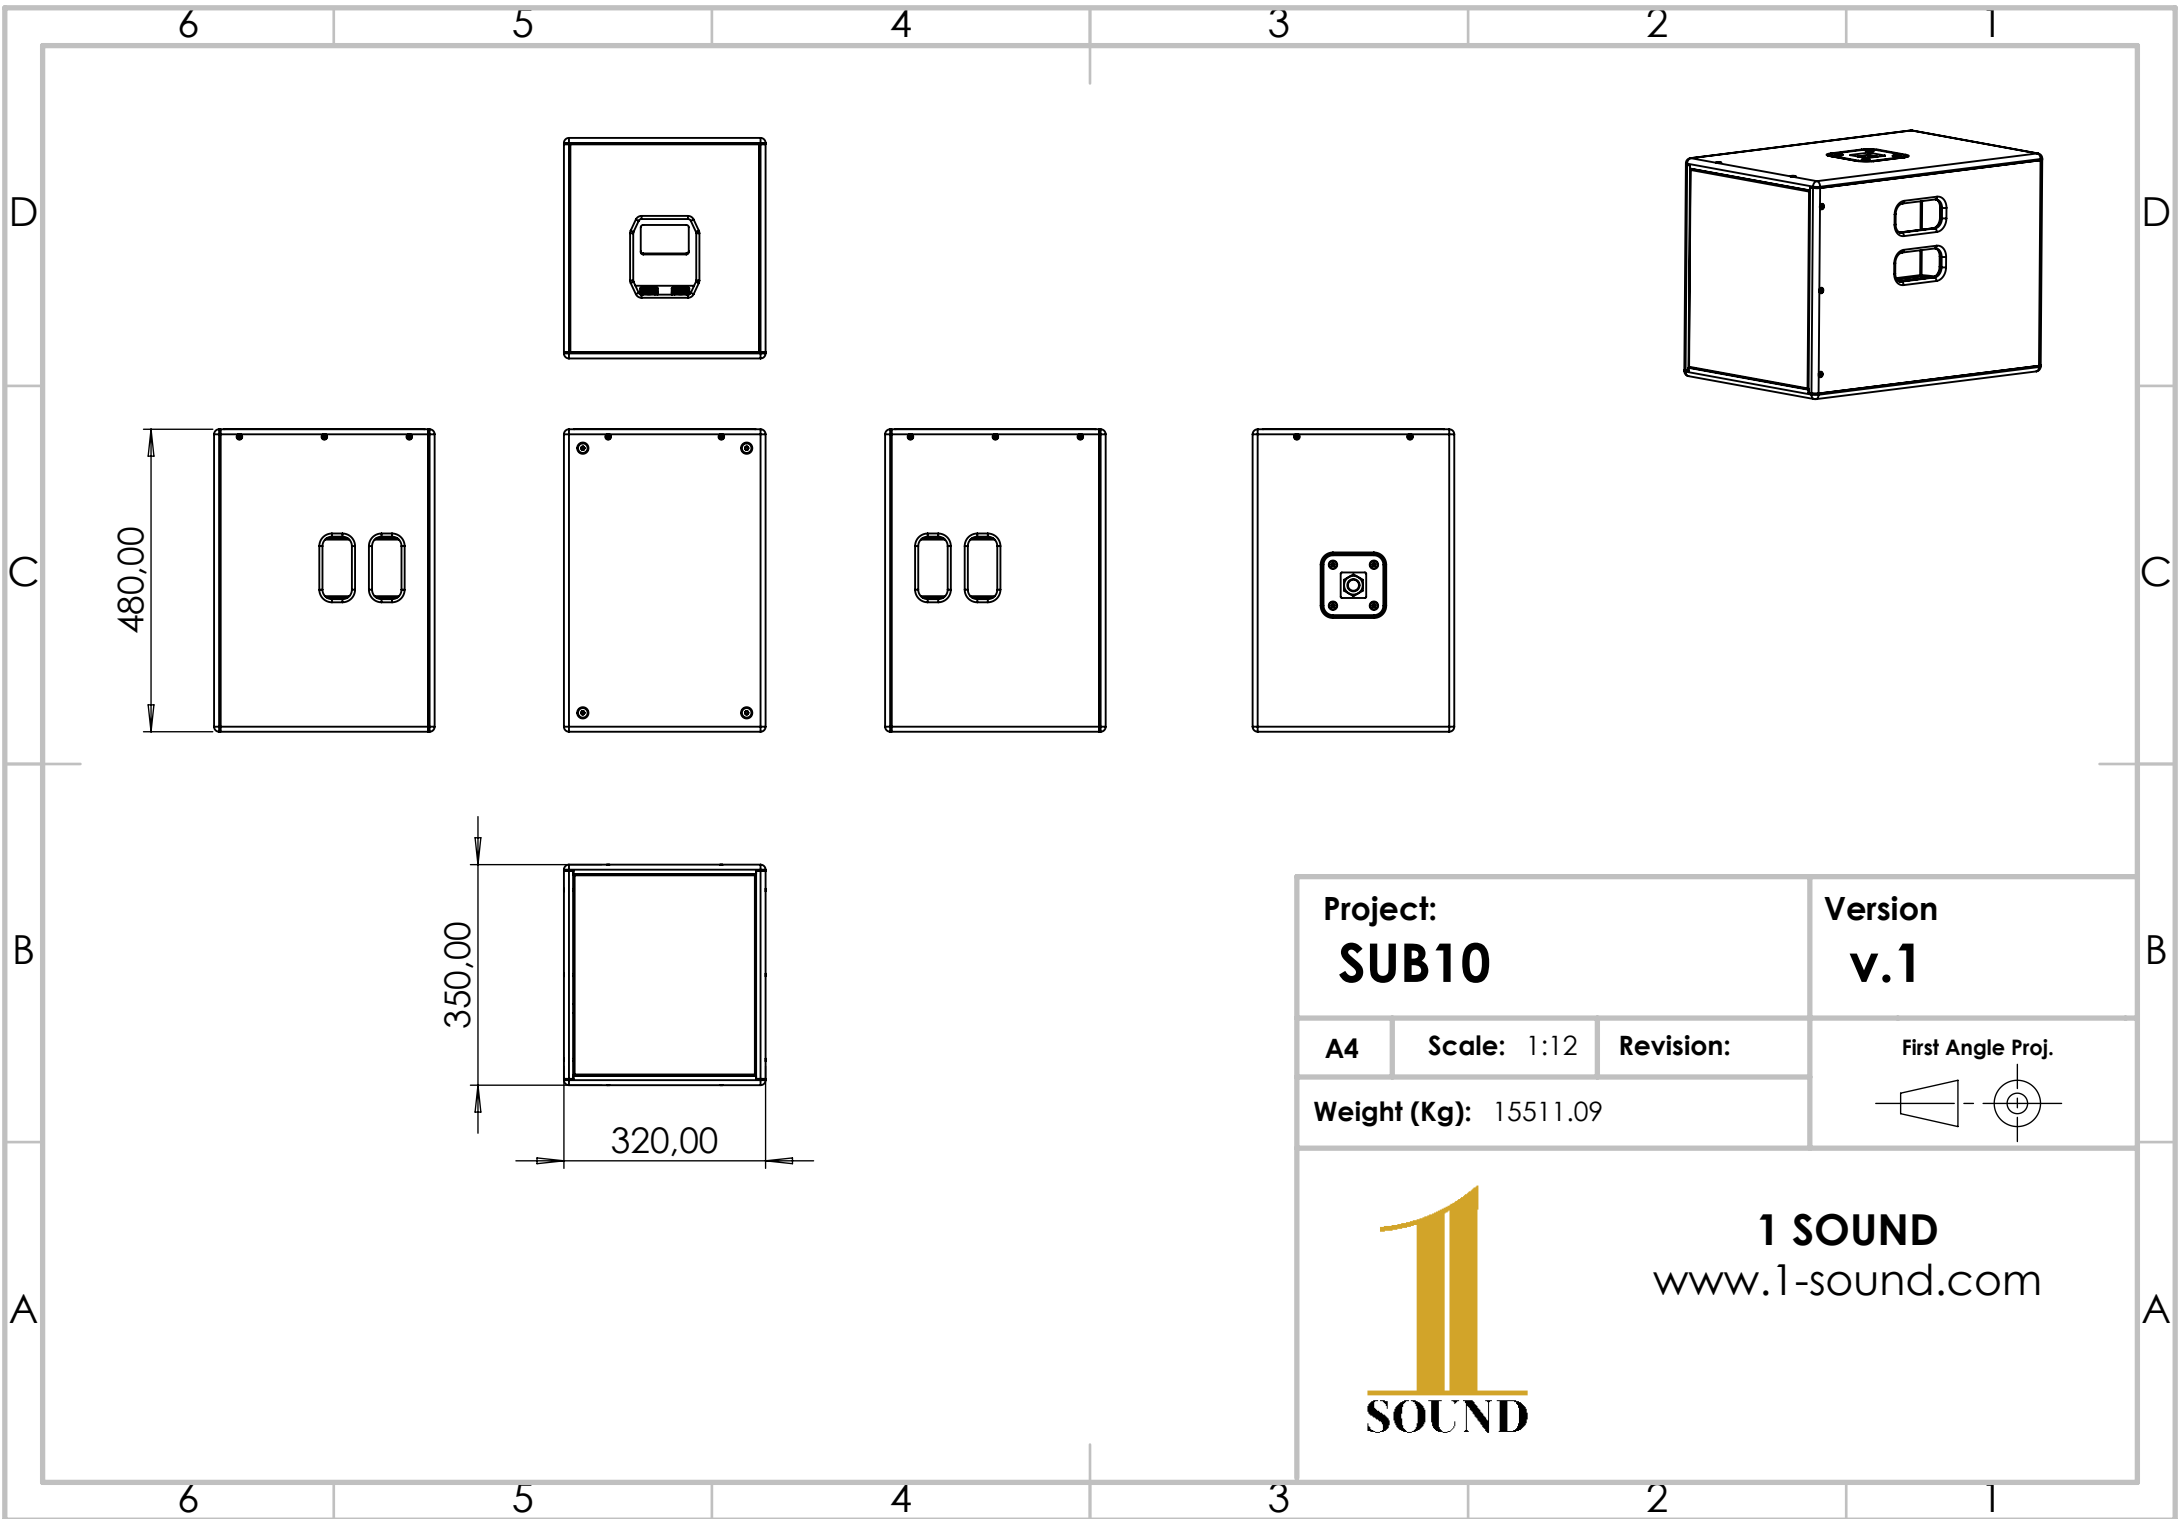 6 5 4 3 2 1
D D
C C
480,00
B B
350,00
320,00
Project:
SUB10
Version
v.1
A4
Scale: 1:12
Revision:
First Angle Proj.
Weight (Kg): 15511.09
1 SOUND
www.1-sound.com
SOUND
A A
6 5 4 3 2 1